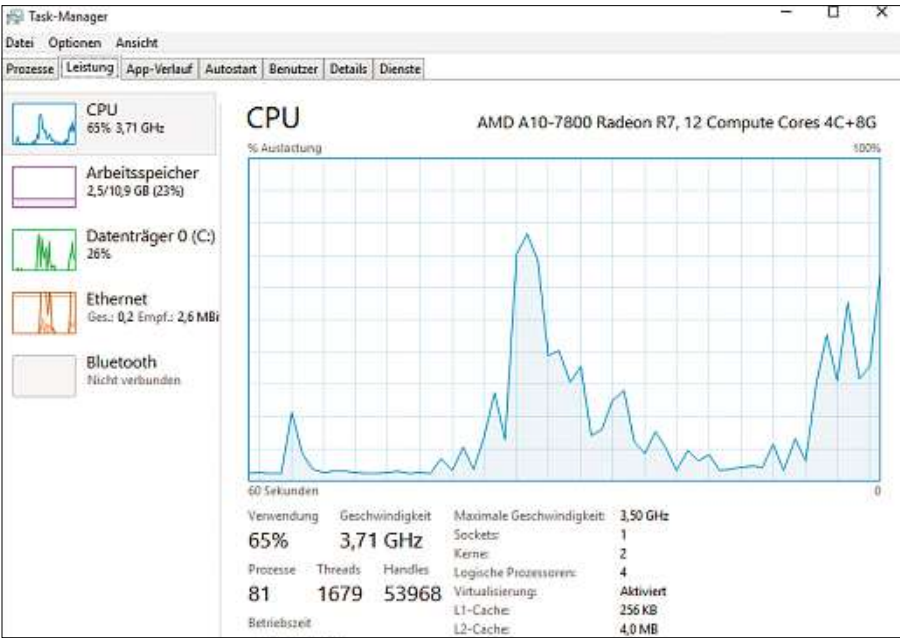 Task-Manager
Datei Optionen Ansicht
Prozesse Leistung App-Verlauf Autostart Benutzer Details Dienste
CPU
65% 3,71 GHz
Arbeitsspeicher
2,5/10,9 GB (23%)
Datenträger 0 (C:)
26%
Ethernet
Ges.: 0,2 Empf.: 2,6 MBi
Bluetooth
Nicht verbunden
CPU AMD A10-7800 Radeon R7, 12 Compute Cores 4C+8G
% Auslastung 100%
60 Sekunden 0
Verwendung Geschwindigkeit
65% 3,71 GHz
Prozesse Threads Handles
81 1679 53968
Betriebszeit
Maximale Geschwindigkeit: 3,50 GHz
Sockets: 1
Kerne: 2
Logische Prozessoren: 4
Virtualisierung: Aktiviert
L1-Cache: 256 KB
L2-Cache: 4,0 MB